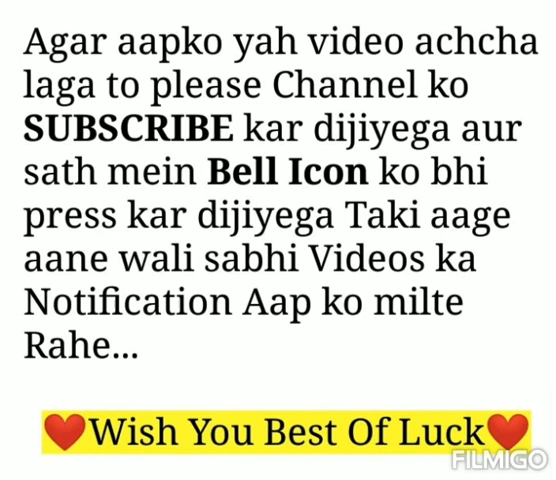 Agar aapko yah video achcha
laga to please Channel ko
SUBSCRIBE kar dijiyega aur
sath mein Bell Icon ko bhi
press kar dijiyega Taki aage
aane wali sabhi Videos ka
Notification Aap ko milte
Rahe...
❤️Wish You Best Of Luck❤️
FILMIGO